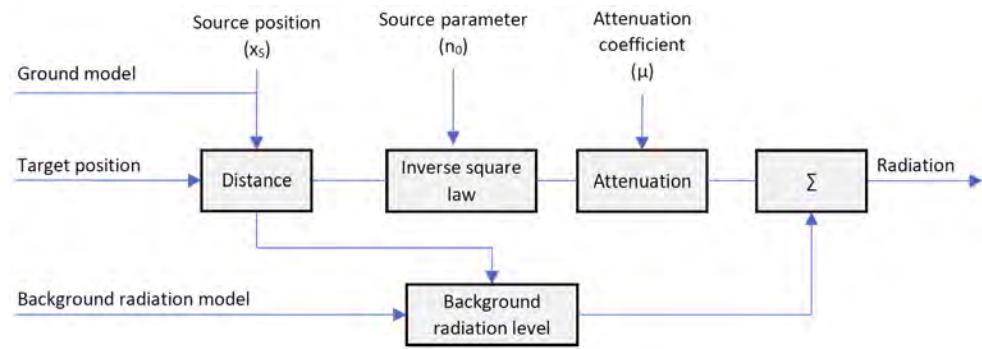 Source position
(xₛ)
Source parameter
(n₀)
Attenuation
coefficient
(μ)
Ground model
Target position
Distance
Inverse square
law
Attenuation
Σ
Radiation
Background radiation model
Background
radiation level